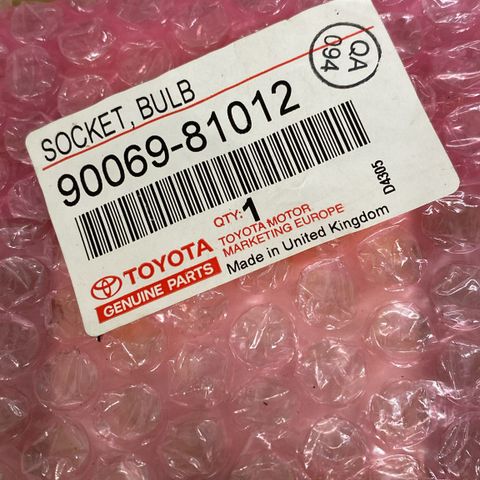 SOCKET, BULB
QA
094
90069-81012
D4305
QTY: 1
TOYOTA
GENUINE PARTS
TOYOTA MOTOR
MARKETING EUROPE
Made in United Kingdom